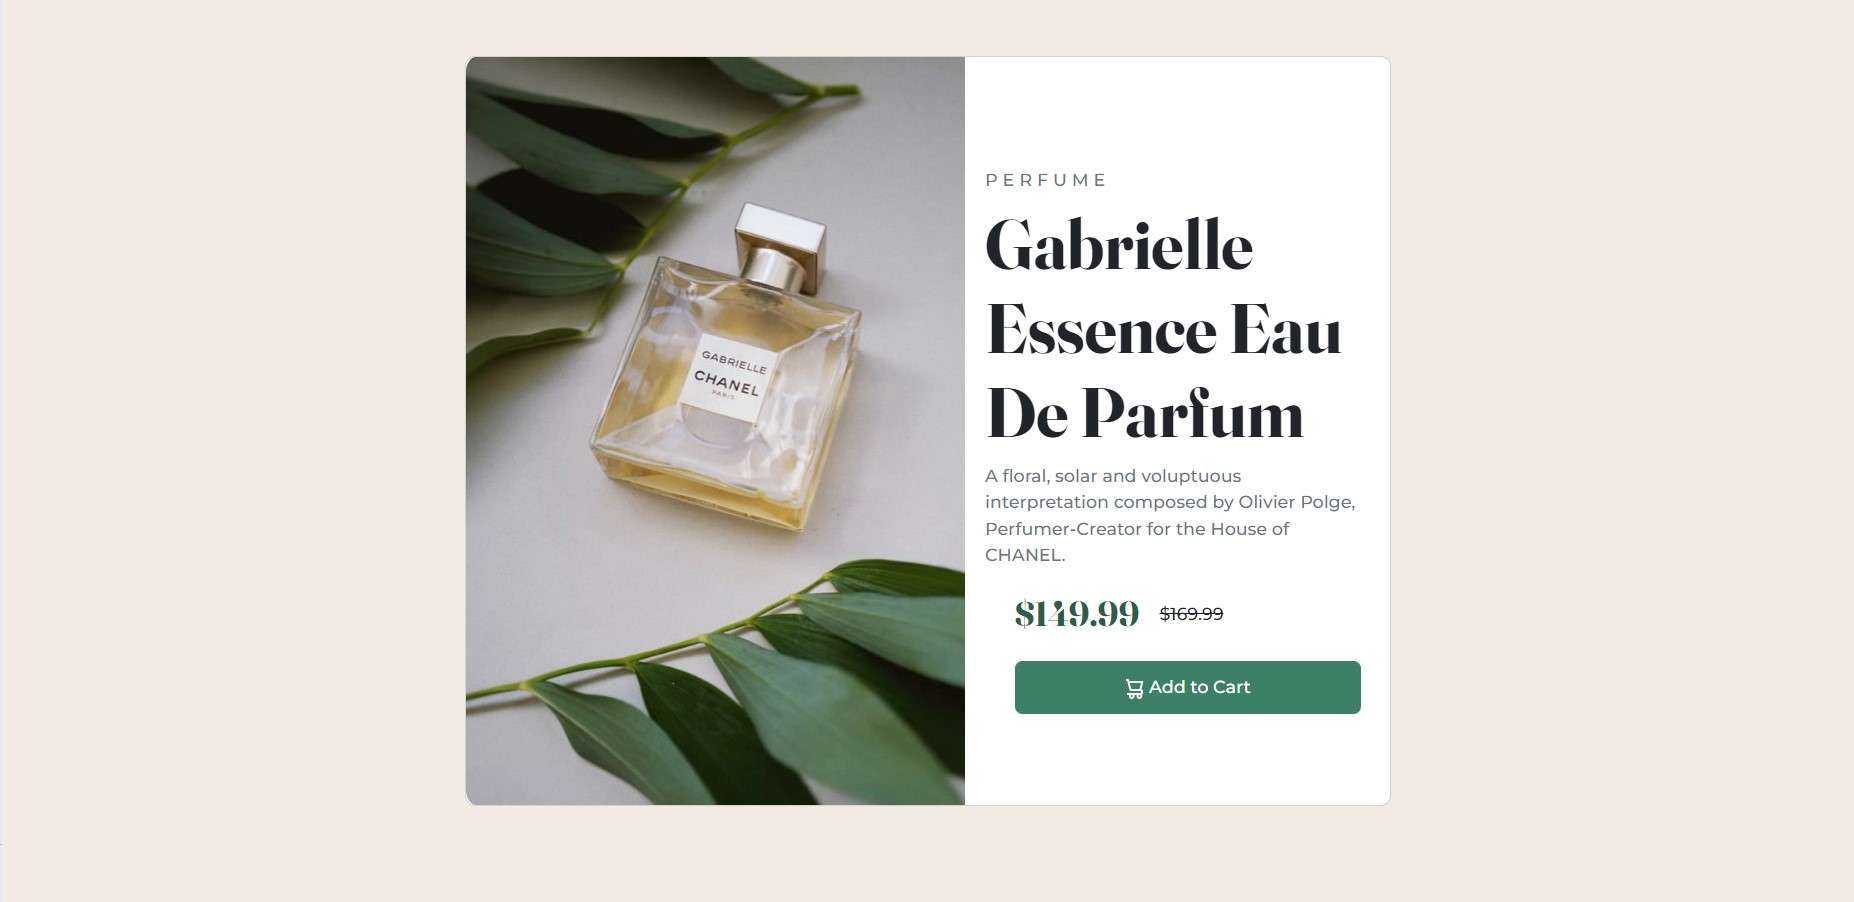 GABRIELLE
CHANEL
PARIS
PERFUME
Gabrielle
Essence Eau
De Parfum
A floral, solar and voluptuous
interpretation composed by Olivier Polge,
Perfumer-Creator for the House of
CHANEL.
$149.99 $169.99
Add to Cart